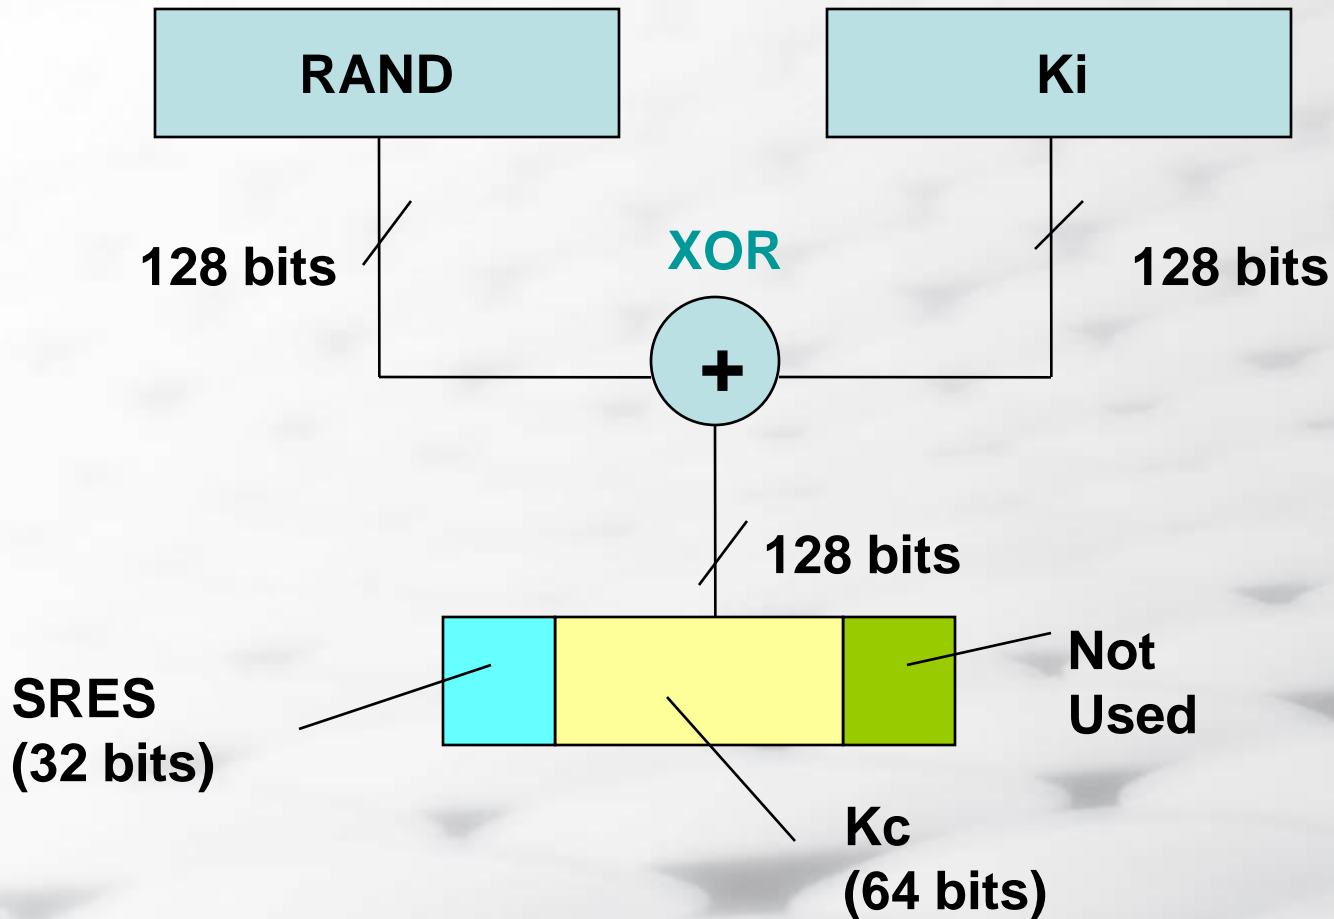 RAND
Ki
128 bits
XOR
128 bits
+
128 bits
SRES
(32 bits)
Not
Used
Kc
(64 bits)